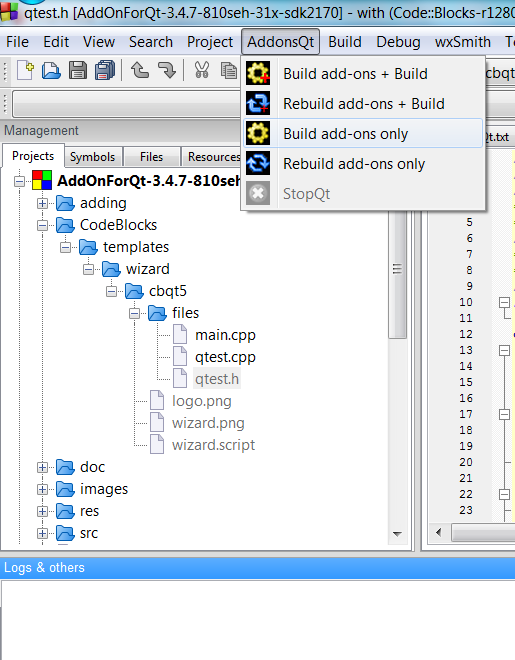 qtest.h [AddOnForQt-3.4.7-810seh-31x-sdk2170] - with (Code::Blocks-r1280
File Edit View Search Project AddonsQt Build Debug wxSmith To
Build add-ons + Build
cbqt
Rebuild add-ons + Build
Build add-ons only
Management
Qt.txt
Projects Symbols Files Resources
Rebuild add-ons only
AddOnForQt-3.4.7-810seh
StopQt
adding
5
CodeBlocks
6
templates
7
8
wizard
9
cbqt5
10
files
11
main.cpp
12
qtest.cpp
13
14
qtest.h
15
logo.png
16
wizard.png
17
18
wizard.script
19
doc
20
images
21
res
22
src
23
Logs & others